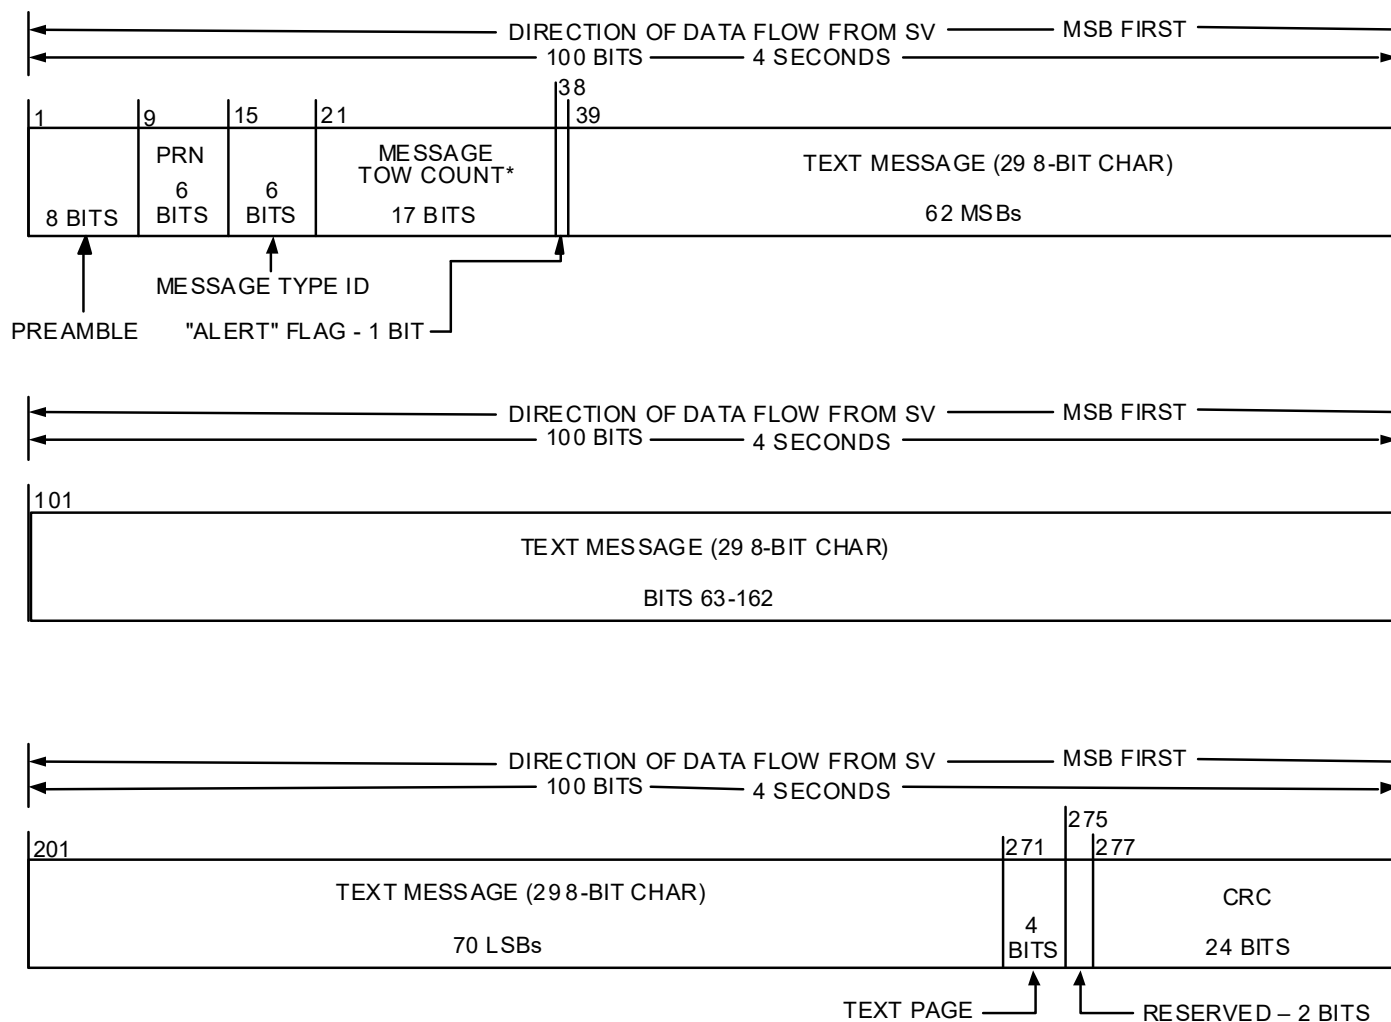 DIRECTION OF DATA FLOW FROM SV MSB FIRST
100 BITS 4 SECONDS
38
1 9 15 21 39
PRN MESSAGE TEXT MESSAGE (29 8-BIT CHAR)
TOW COUNT*
6 6
8 BITS BITS BITS 17 BITS 62 MSBs
MESSAGE TYPE ID
PREAMBLE "ALERT" FLAG - 1 BIT
DIRECTION OF DATA FLOW FROM SV MSB FIRST
100 BITS 4 SECONDS
101
TEXT MESSAGE (29 8-BIT CHAR)
BITS 63-162
DIRECTION OF DATA FLOW FROM SV MSB FIRST
100 BITS 4 SECONDS
275
201 271 277
TEXT MESSAGE (29 8-BIT CHAR) CRC
4
70 LSBs BITS 24 BITS
TEXT PAGE RESERVED – 2 BITS